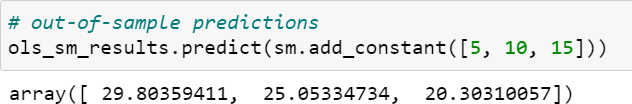 # out-of-sample predictions
ols_sm_results.predict(sm.add_constant([5, 10, 15]))
array([ 29.80359411,  25.05334734,  20.30310057])